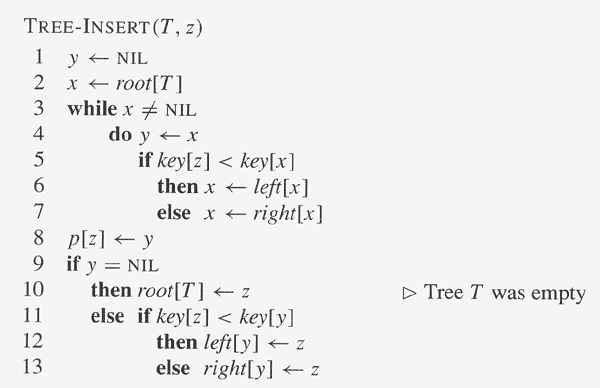 TREE-INSERT(T, z)
1 y ← NIL
2 x ← root[T]
3 while x ≠ NIL
4 do y ← x
5 if key[z] < key[x]
6 then x ← left[x]
7 else x ← right[x]
8 p[z] ← y
9 if y = NIL
10 then root[T] ← z ▷ Tree T was empty
11 else if key[z] < key[y]
12 then left[y] ← z
13 else right[y] ← z